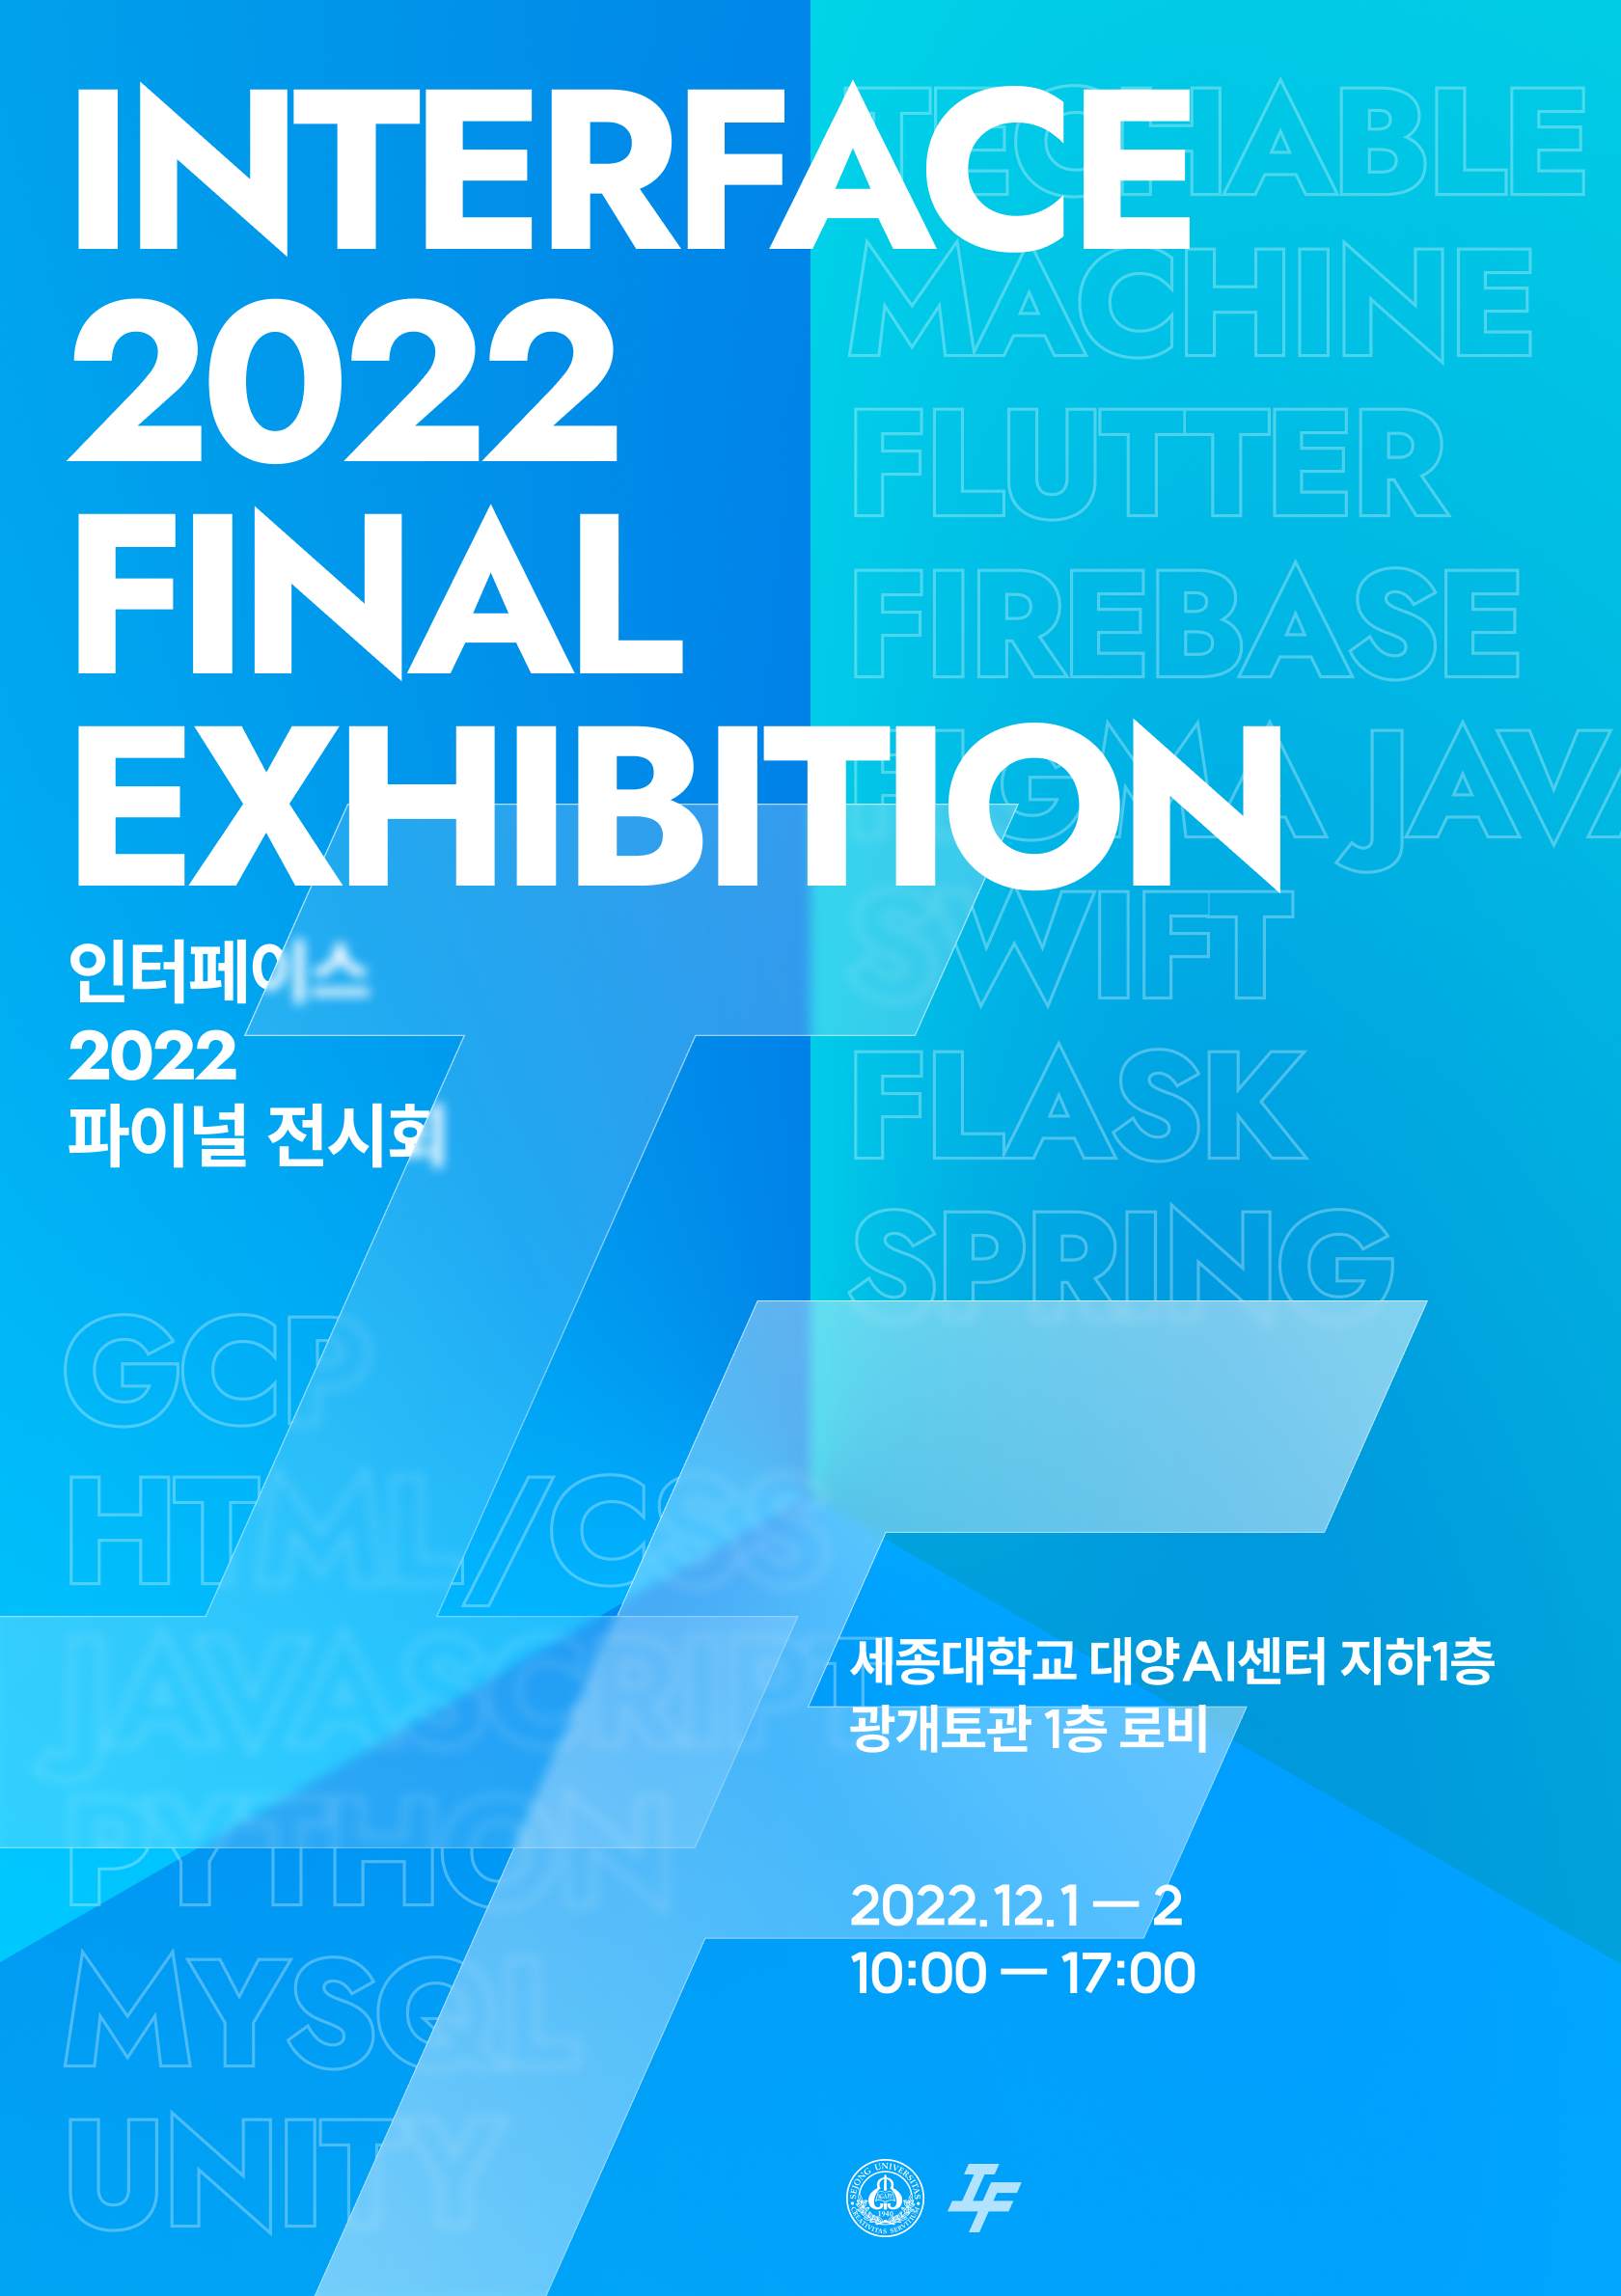 INTERFACE
2022
FINAL
EXHIBITION
인터페이스
2022
파이널 전시회
TECHABLE
MACHINE
FLUTTER
FIREBASE
FIGMA JAVA
SWIFT
FLASK
SPRING
GCP
HTML/CSS
JAVASCRIPT
PYTHON
MYSQL
UNITY
세종대학교 대양AI센터 지하1층
광개토관 1층 로비
2022.12.1 — 2
10:00 — 17:00
SEJONG UNIVERSITAS
1940
CREATIVITAS SERVITIUM
IF